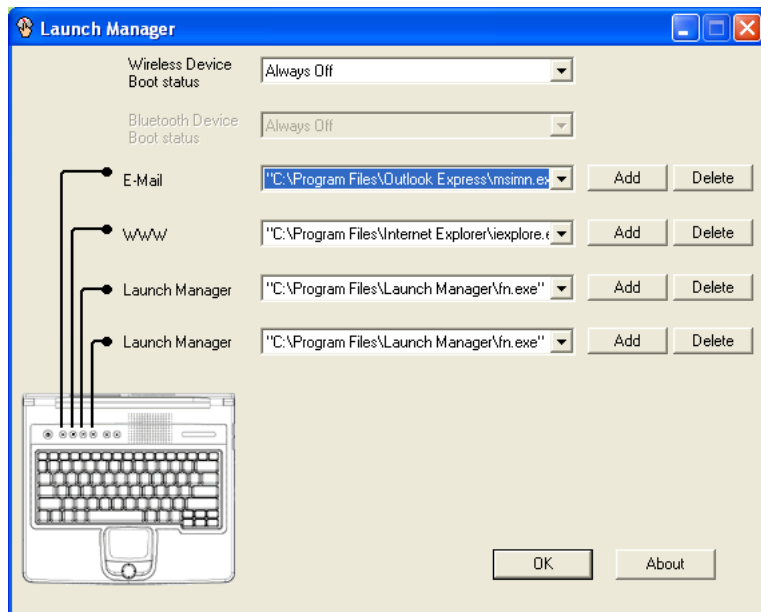 Launch Manager
Wireless Device
Boot status
Always Off
Bluetooth Device
Boot status
Always Off
E-Mail
"C:\Program Files\Outlook Express\msimn.ex
Add
Delete
WWW
"C:\Program Files\Internet Explorer\iexplore.e
Add
Delete
Launch Manager
"C:\Program Files\Launch Manager\fn.exe"
Add
Delete
Launch Manager
"C:\Program Files\Launch Manager\fn.exe"
Add
Delete
OK
About